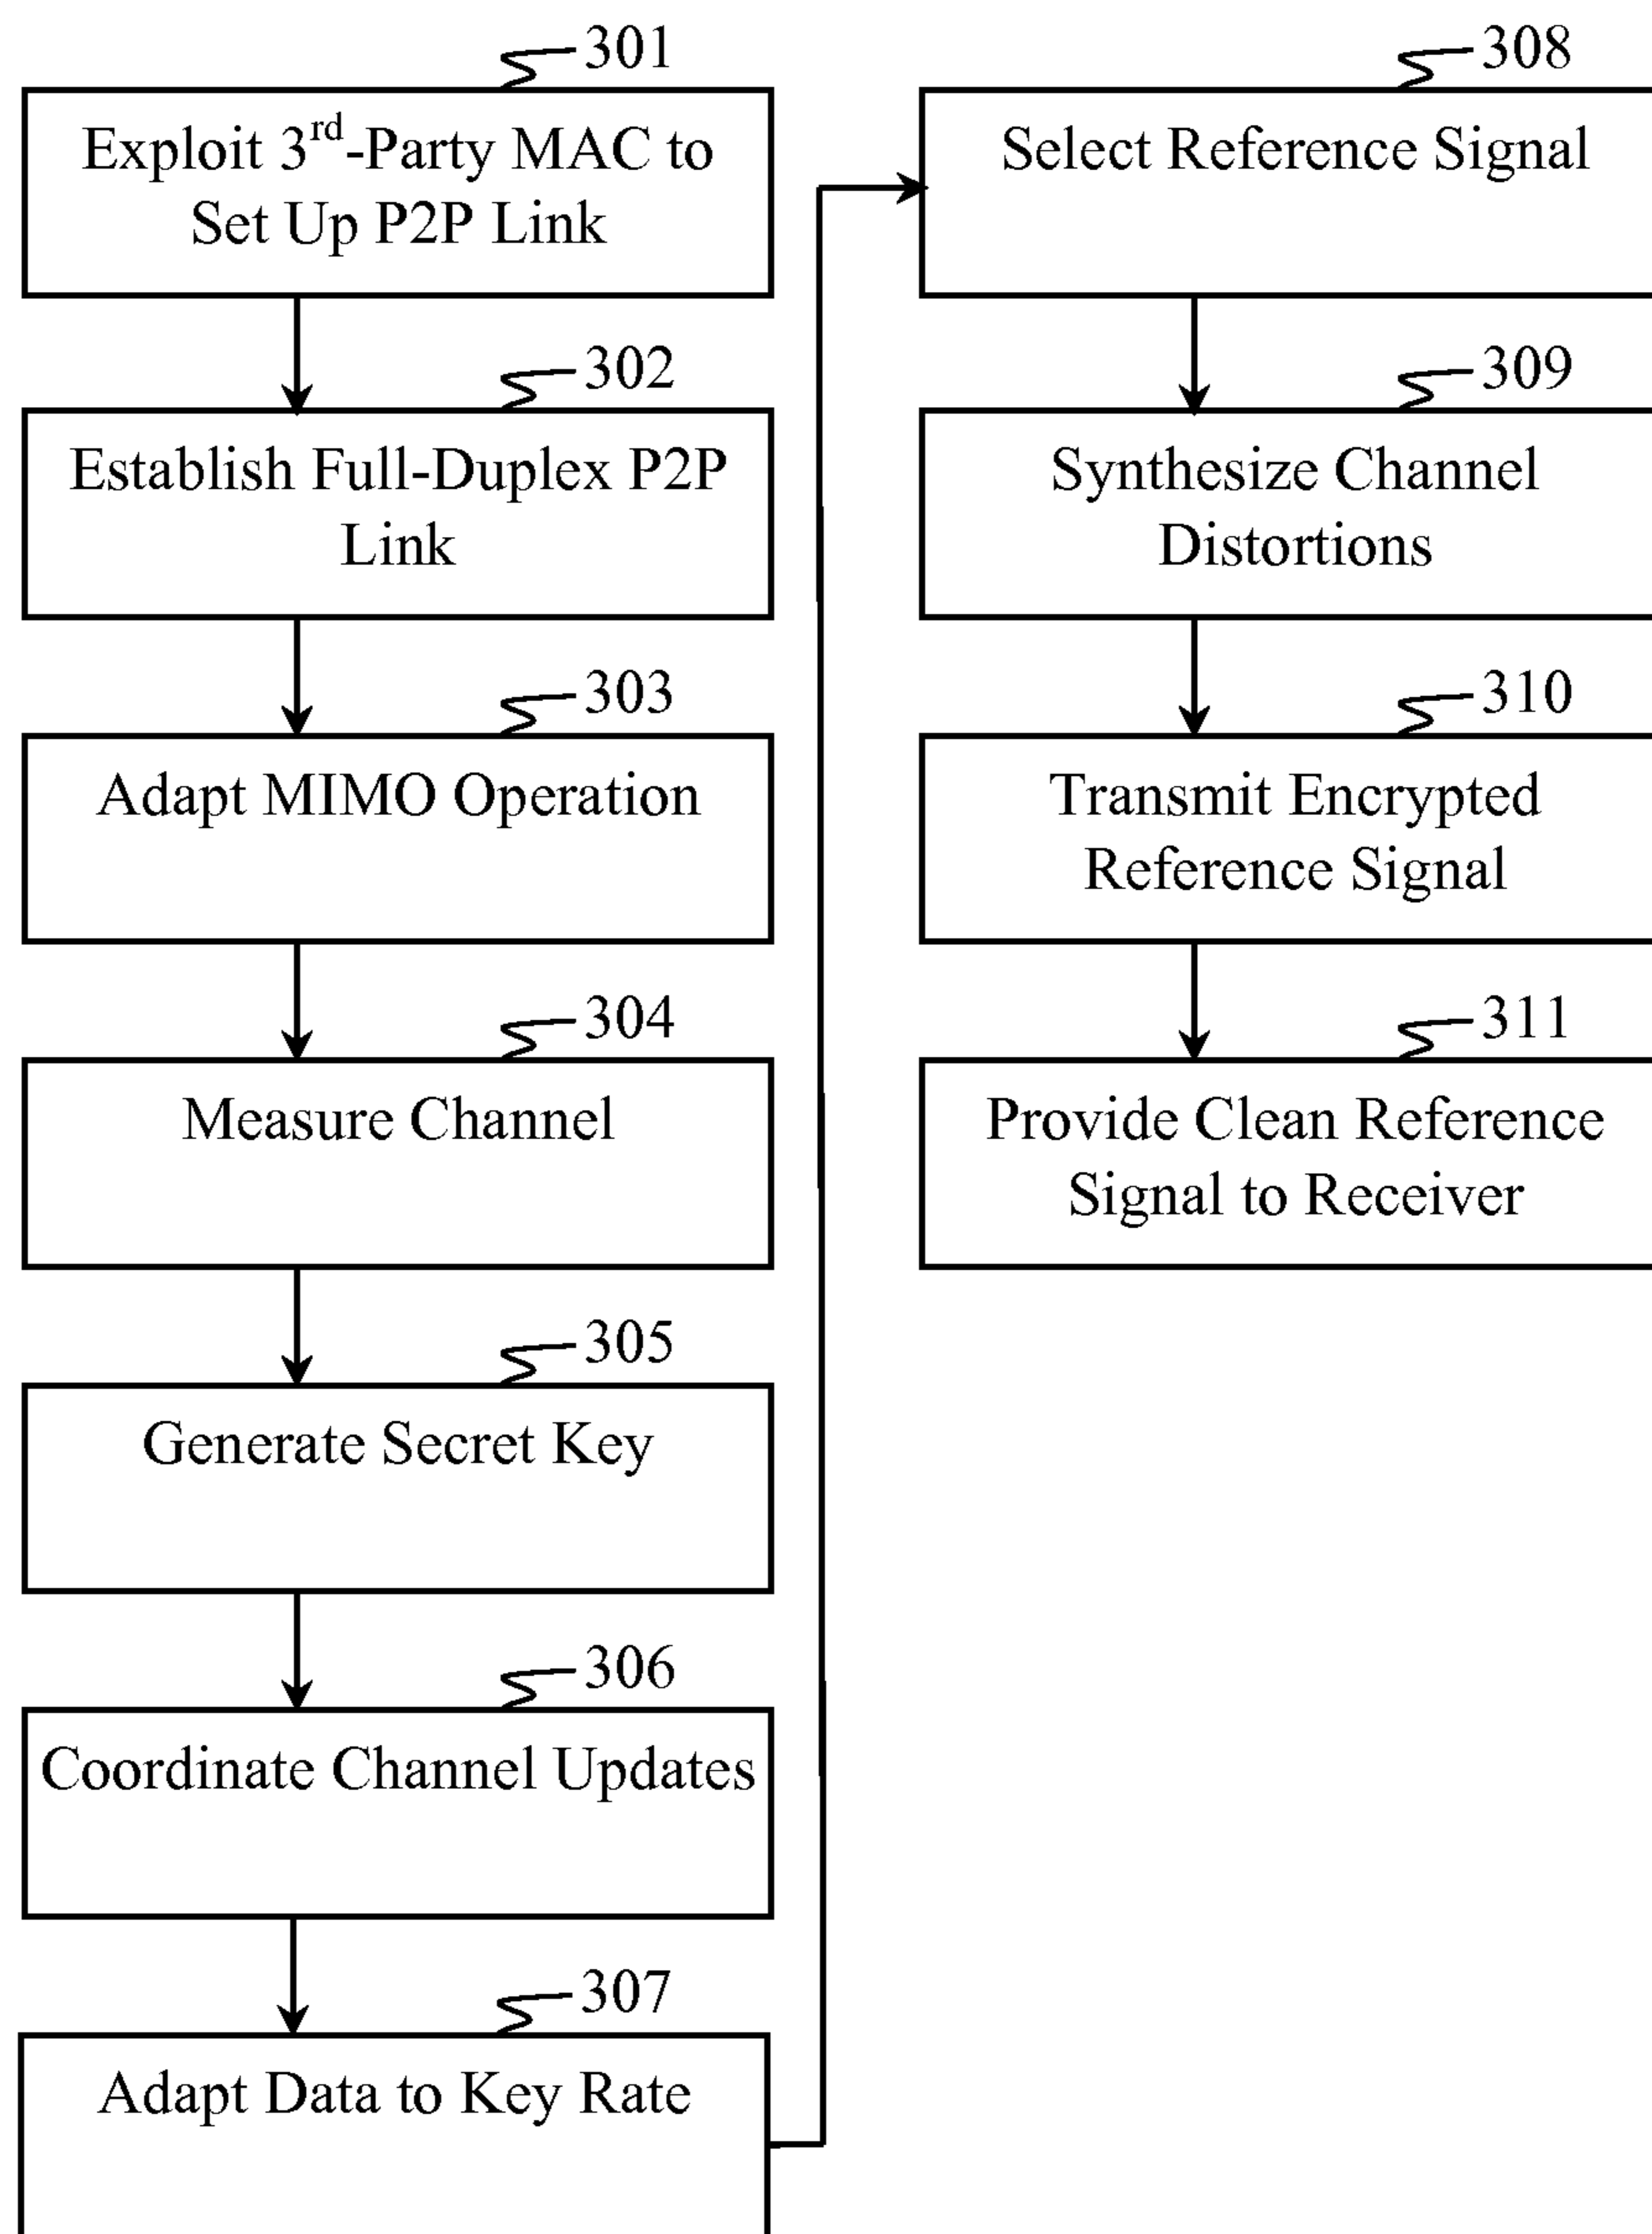 301
Exploit 3rd-Party MAC to
Set Up P2P Link
302
Establish Full-Duplex P2P
Link
303
Adapt MIMO Operation
304
Measure Channel
305
Generate Secret Key
306
Coordinate Channel Updates
307
Adapt Data to Key Rate
308
Select Reference Signal
309
Synthesize Channel
Distortions
310
Transmit Encrypted
Reference Signal
311
Provide Clean Reference
Signal to Receiver